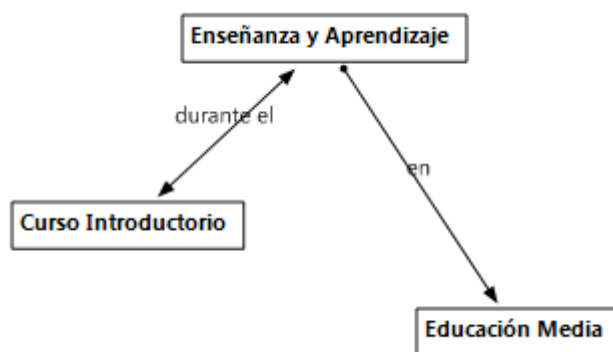 Enseñanza y Aprendizaje
durante el
en
Curso Introductorio
Educación Media